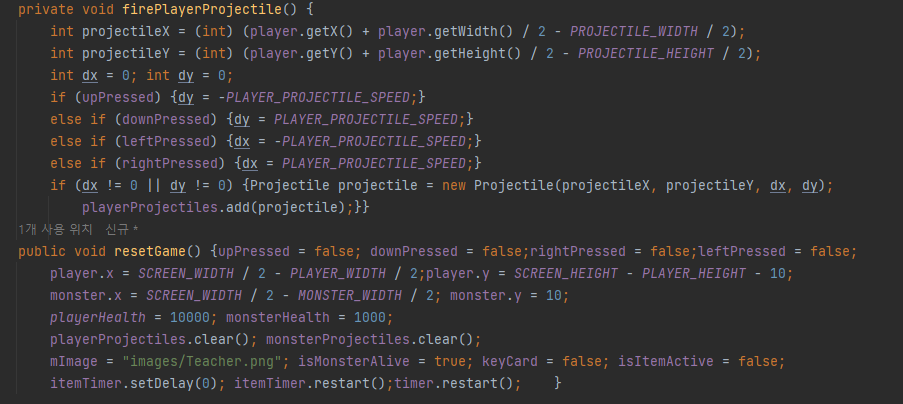 private void firePlayerProjectile() {
int projectileX = (int) (player.getX() + player.getWidth() / 2 - PROJECTILE_WIDTH / 2);
int projectileY = (int) (player.getY() + player.getHeight() / 2 - PROJECTILE_HEIGHT / 2);
int dx = 0; int dy = 0;
if (upPressed) {dy = -PLAYER_PROJECTILE_SPEED;}
else if (downPressed) {dy = PLAYER_PROJECTILE_SPEED;}
else if (leftPressed) {dx = -PLAYER_PROJECTILE_SPEED;}
else if (rightPressed) {dx = PLAYER_PROJECTILE_SPEED;}
if (dx != 0 || dy != 0) {Projectile projectile = new Projectile(projectileX, projectileY, dx, dy);
playerProjectiles.add(projectile);}}
1개 사용 위치 신규 *
public void resetGame() {upPressed = false; downPressed = false;rightPressed = false;leftPressed = false;
player.x = SCREEN_WIDTH / 2 - PLAYER_WIDTH / 2;player.y = SCREEN_HEIGHT - PLAYER_HEIGHT - 10;
monster.x = SCREEN_WIDTH / 2 - MONSTER_WIDTH / 2; monster.y = 10;
playerHealth = 10000; monsterHealth = 1000;
playerProjectiles.clear(); monsterProjectiles.clear();
mImage = "images/Teacher.png"; isMonsterAlive = true; keyCard = false; isItemActive = false;
itemTimer.setDelay(0); itemTimer.restart();timer.restart();    }